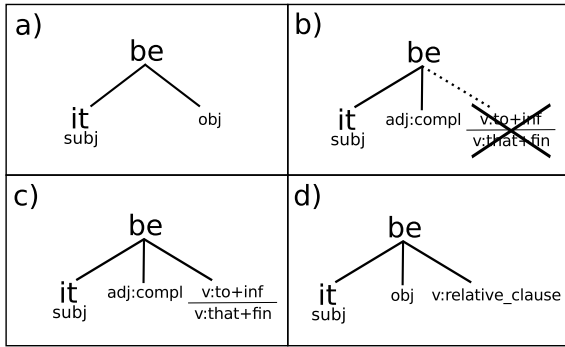 a)
be
it
subj
obj
b)
be
it
subj
adj:compl
v:to+inf
v:that+fin
c)
be
it
subj
adj:compl
v:to+inf
v:that+fin
d)
be
it
subj
obj
v:relative_clause